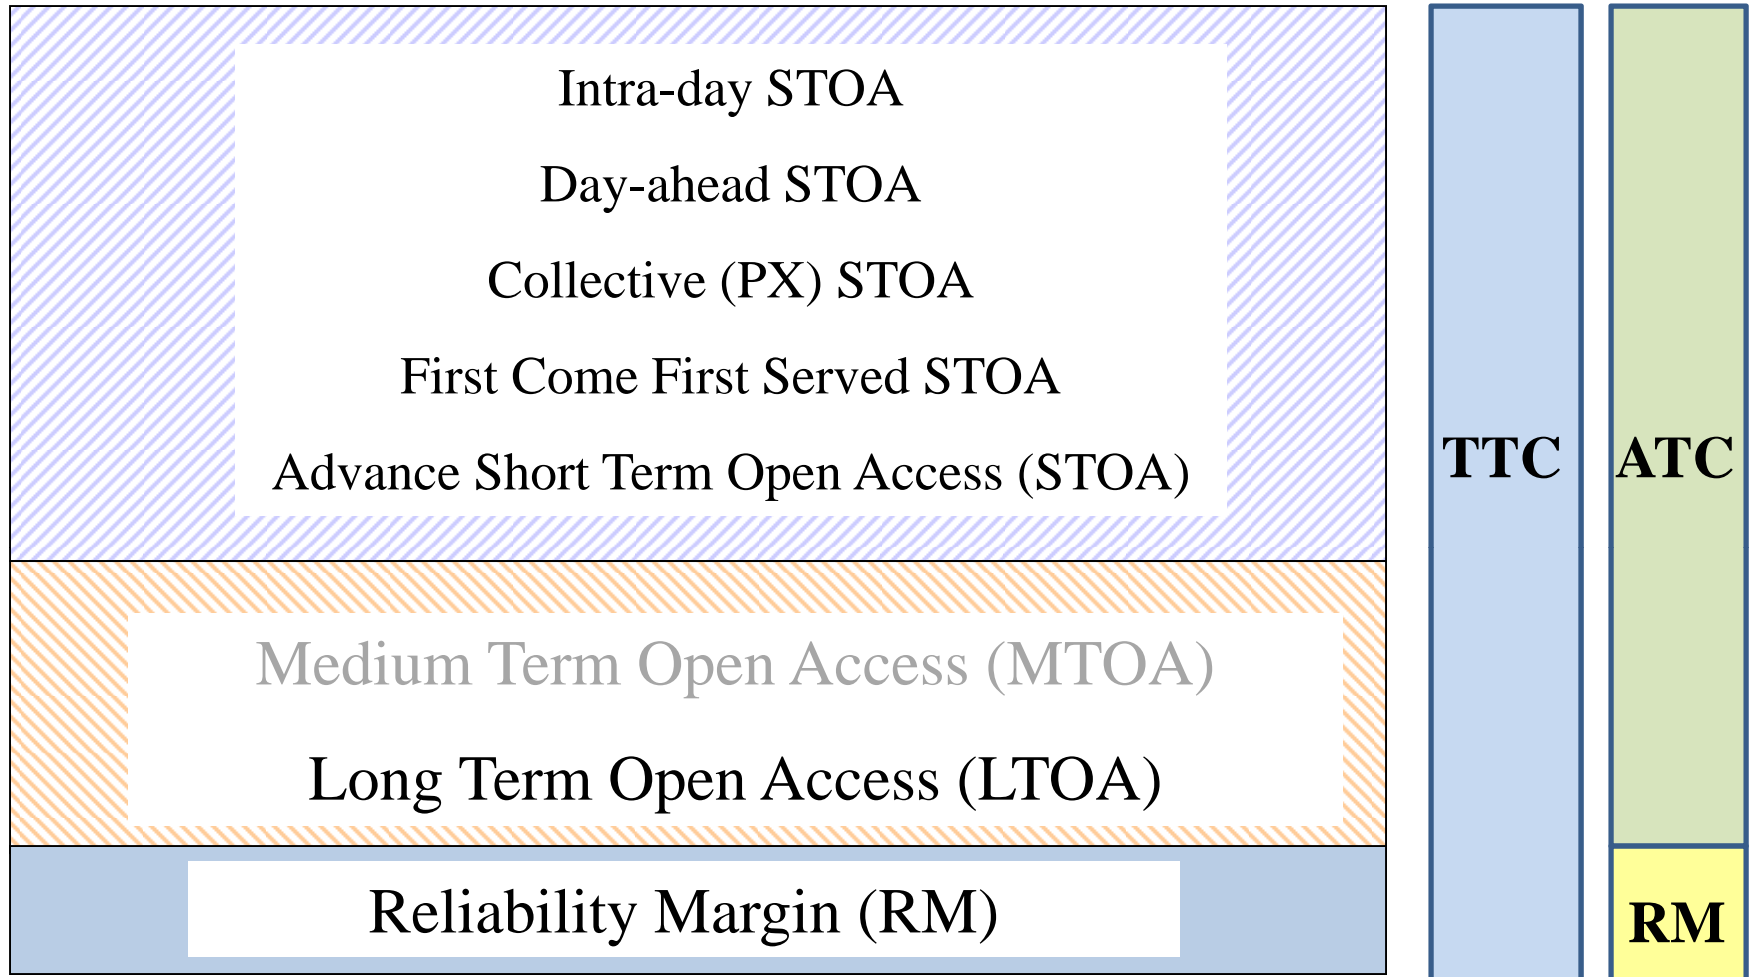 Intra-day STOA
Day-ahead STOA
Collective (PX) STOA
First Come First Served STOA
Advance Short Term Open Access (STOA)
Medium Term Open Access (MTOA)
Long Term Open Access (LTOA)
Reliability Margin (RM)
TTC
ATC
RM